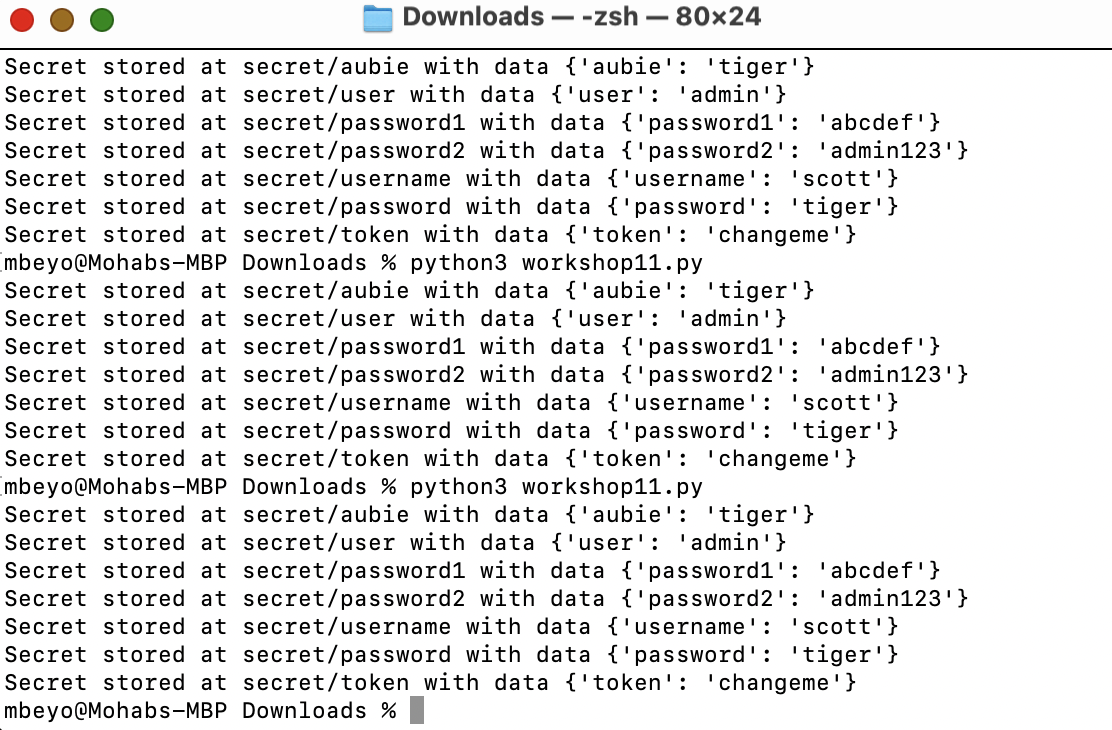 Downloads — -zsh — 80×24
Secret stored at secret/aubie with data {'aubie': 'tiger'}
Secret stored at secret/user with data {'user': 'admin'}
Secret stored at secret/password1 with data {'password1': 'abcdef'}
Secret stored at secret/password2 with data {'password2': 'admin123'}
Secret stored at secret/username with data {'username': 'scott'}
Secret stored at secret/password with data {'password': 'tiger'}
Secret stored at secret/token with data {'token': 'changeme'}
mbeyo@Mohabs-MBP Downloads % python3 workshop11.py
Secret stored at secret/aubie with data {'aubie': 'tiger'}
Secret stored at secret/user with data {'user': 'admin'}
Secret stored at secret/password1 with data {'password1': 'abcdef'}
Secret stored at secret/password2 with data {'password2': 'admin123'}
Secret stored at secret/username with data {'username': 'scott'}
Secret stored at secret/password with data {'password': 'tiger'}
Secret stored at secret/token with data {'token': 'changeme'}
mbeyo@Mohabs-MBP Downloads % python3 workshop11.py
Secret stored at secret/aubie with data {'aubie': 'tiger'}
Secret stored at secret/user with data {'user': 'admin'}
Secret stored at secret/password1 with data {'password1': 'abcdef'}
Secret stored at secret/password2 with data {'password2': 'admin123'}
Secret stored at secret/username with data {'username': 'scott'}
Secret stored at secret/password with data {'password': 'tiger'}
Secret stored at secret/token with data {'token': 'changeme'}
mbeyo@Mohabs-MBP Downloads %